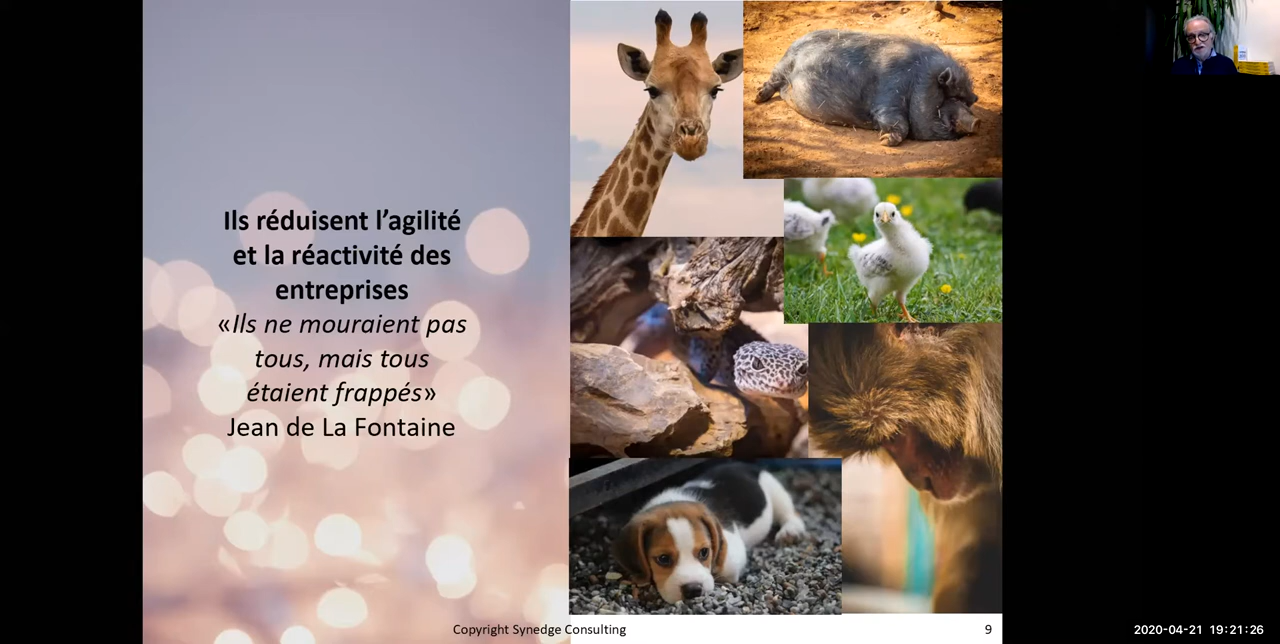 Ils réduisent l’agilité
et la réactivité des
entreprises
«Ils ne mouraient pas
tous, mais tous
étaient frappés»
Jean de La Fontaine
Copyright Synedge Consulting
9
2020-04-21 19:21:26